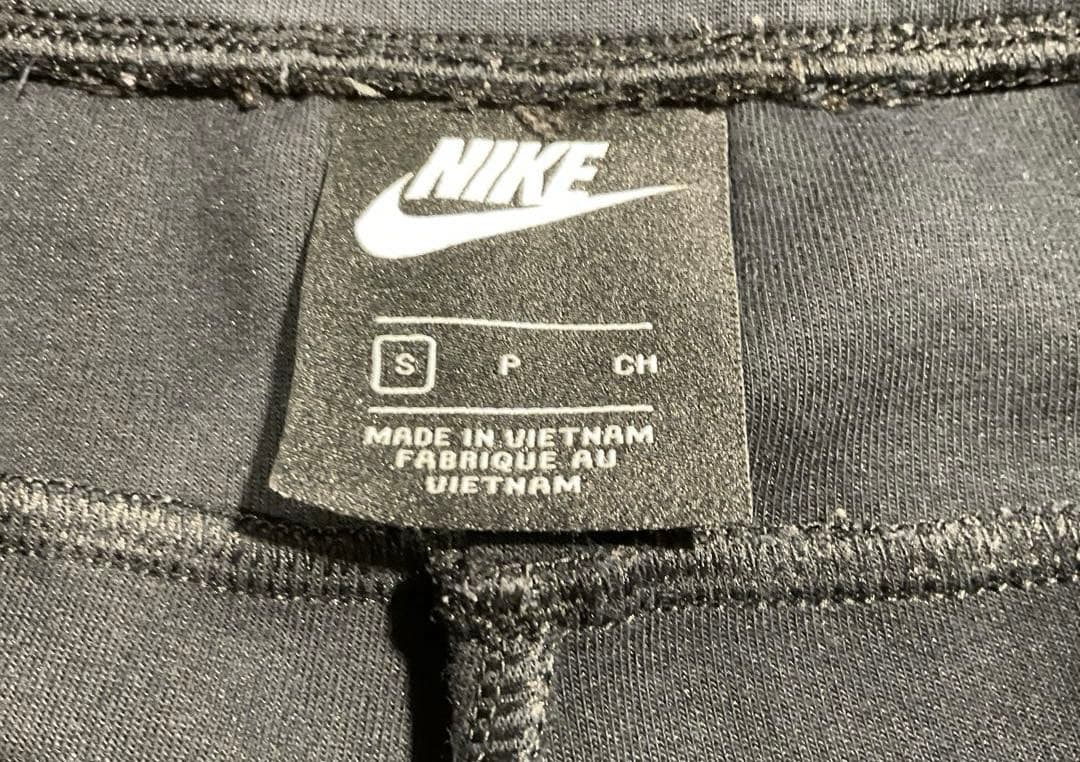 NIKE
S P CH
MADE IN VIETNAM
FABRIQUE AU
VIETNAM